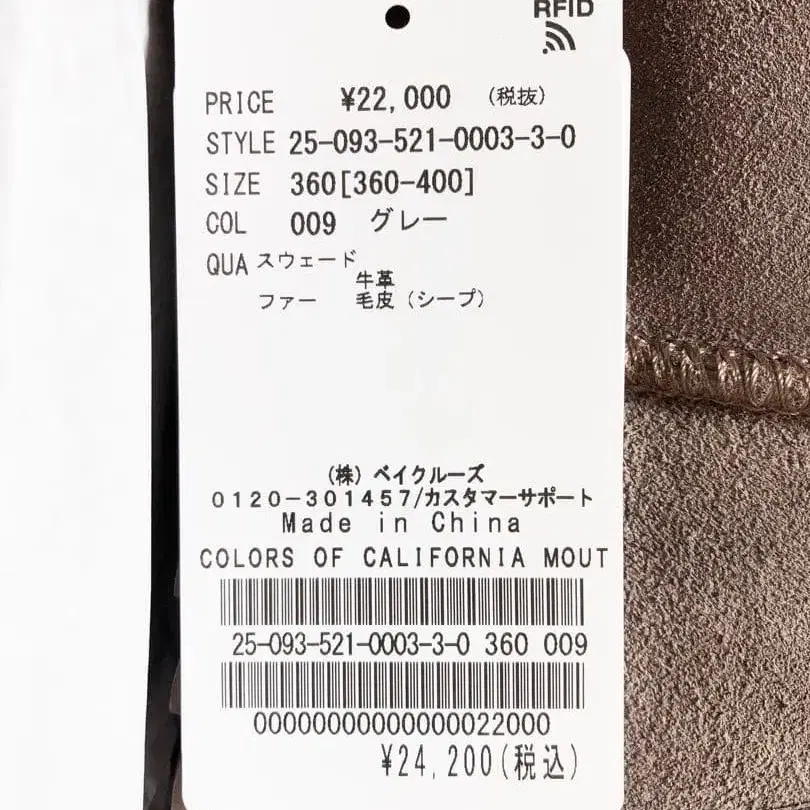 RFID
PRICE ¥22,000 (税抜)
STYLE 25-093-521-0003-3-0
SIZE 360[360-400]
COL 009 グレー
QUA スウェード
牛革
ファー 毛皮(シープ)
(株)ベイクルーズ
0120-301457/カスタマーサポート
Made in China
COLORS OF CALIFORNIA MOUT
25-093-521-0003-3-0 360 009
00000000000000022000
¥24,200(税込)